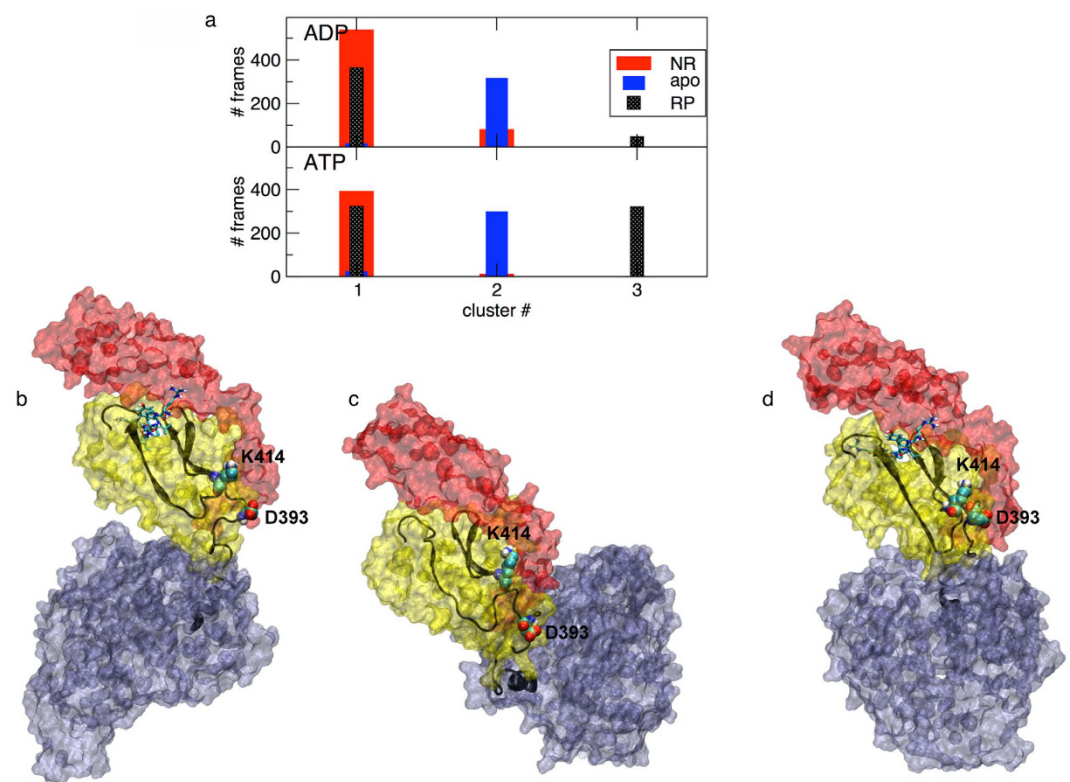 a
ADP
# frames
400
200
0
NR
apo
RP
ATP
# frames
400
200
0
1 2 3
cluster #
b
K414
D393
c
K414
D393
d
K414
D393